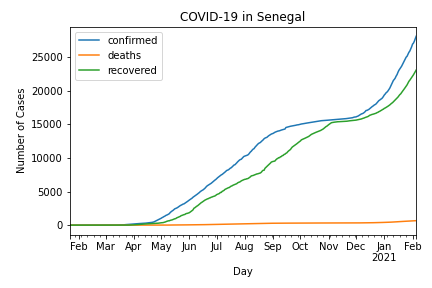 COVID-19 in Senegal
confirmed
deaths
recovered
Number of Cases
25000
20000
15000
10000
5000
0
Feb Mar Apr May Jun Jul Aug Sep Oct Nov Dec Jan Feb
2021
Day